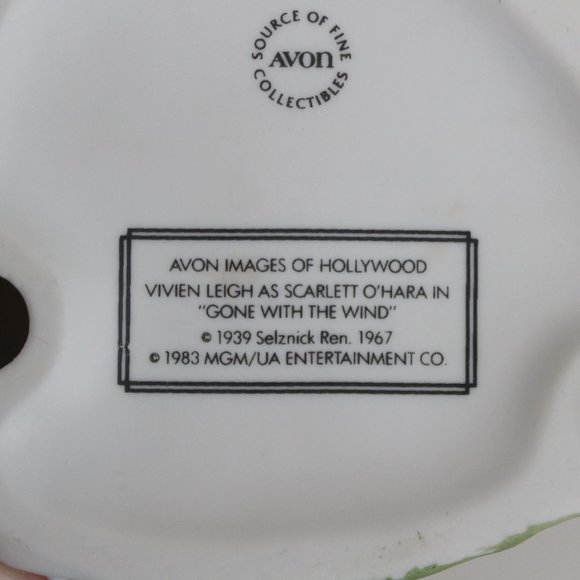 SOURCE OF FINE
AVON
COLLECTIBLES
AVON IMAGES OF HOLLYWOOD
VIVIEN LEIGH AS SCARLETT O'HARA IN
"GONE WITH THE WIND"
© 1939 Selznick Ren. 1967
© 1983 MGM/UA ENTERTAINMENT CO.